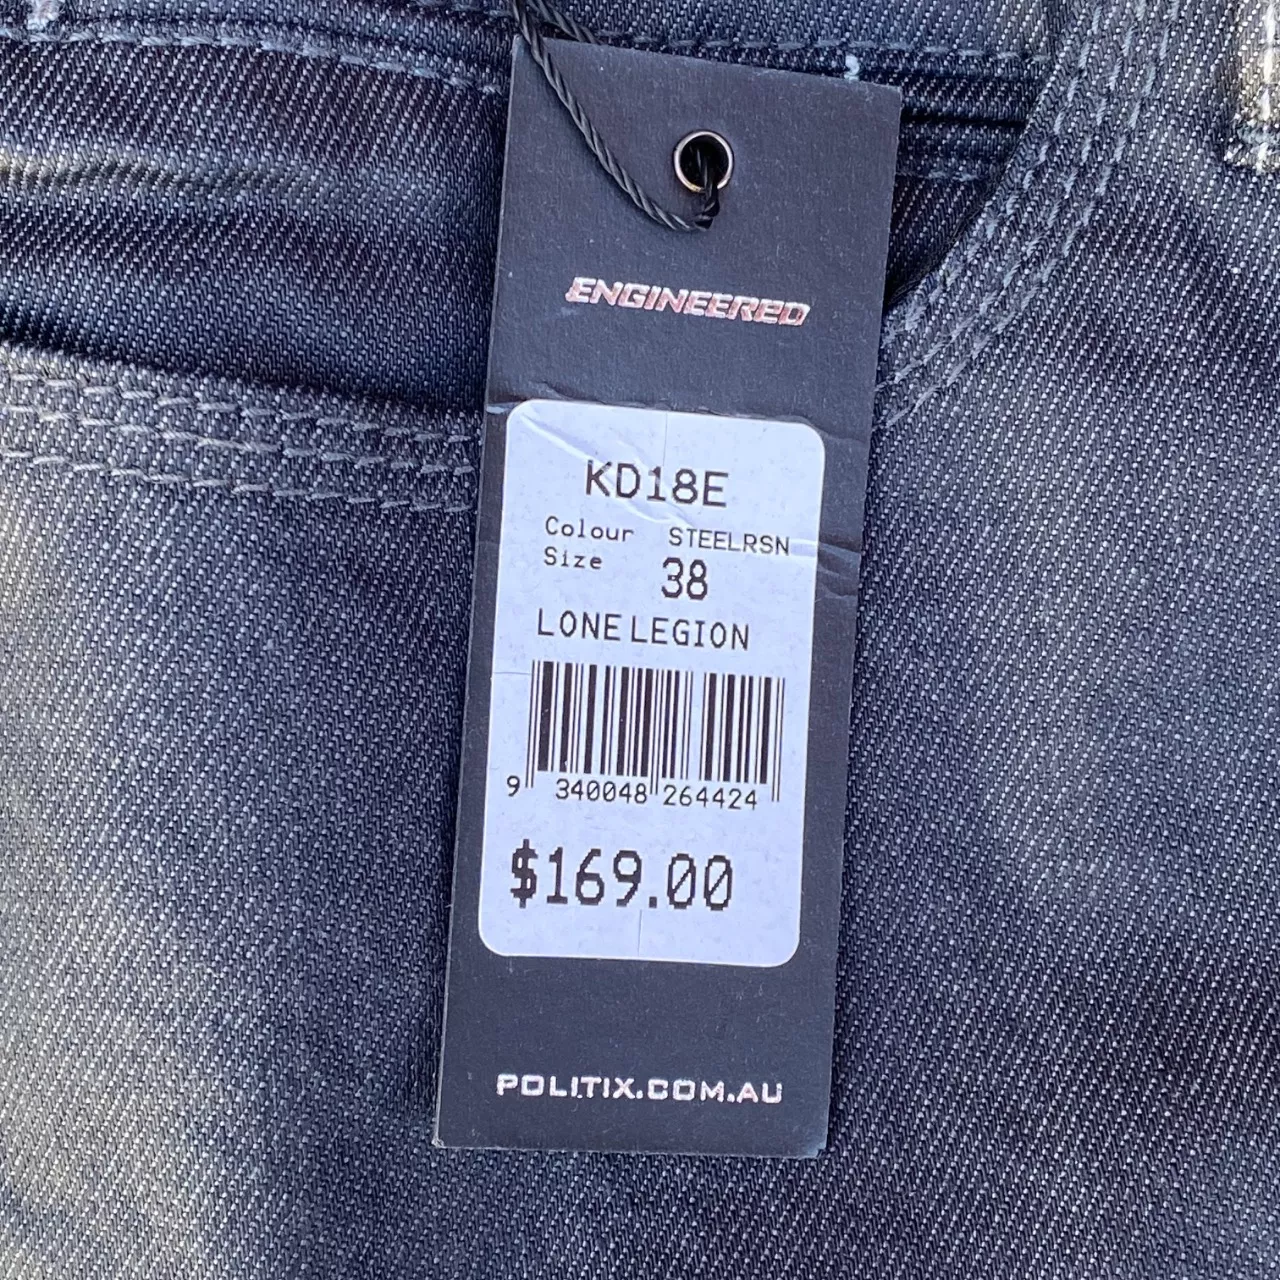 ENGINEERED
KD18E
Colour STEELRSN
Size 38
LONE LEGION
9 340048 264424
$169.00
POLITIX.COM.AU